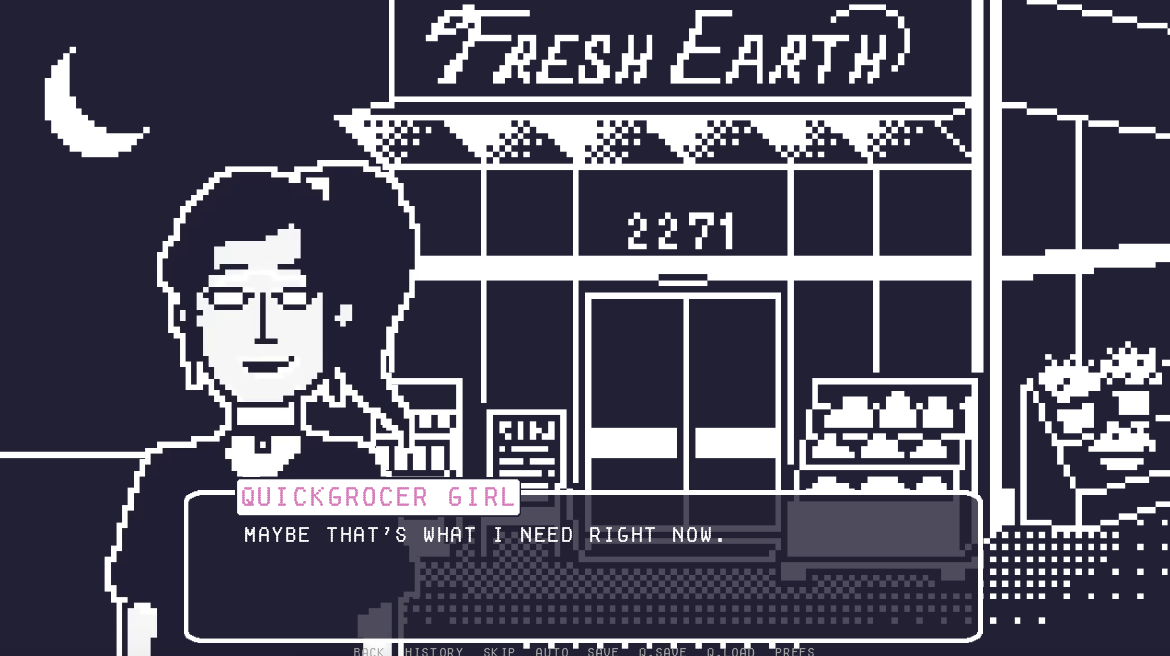 FRESH EARTH
2271
QUICKGROCER GIRL
MAYBE THAT'S WHAT I NEED RIGHT NOW.
BACK HISTORY SKIP AUTO SAVE Q.SAVE Q.LOAD PREFS